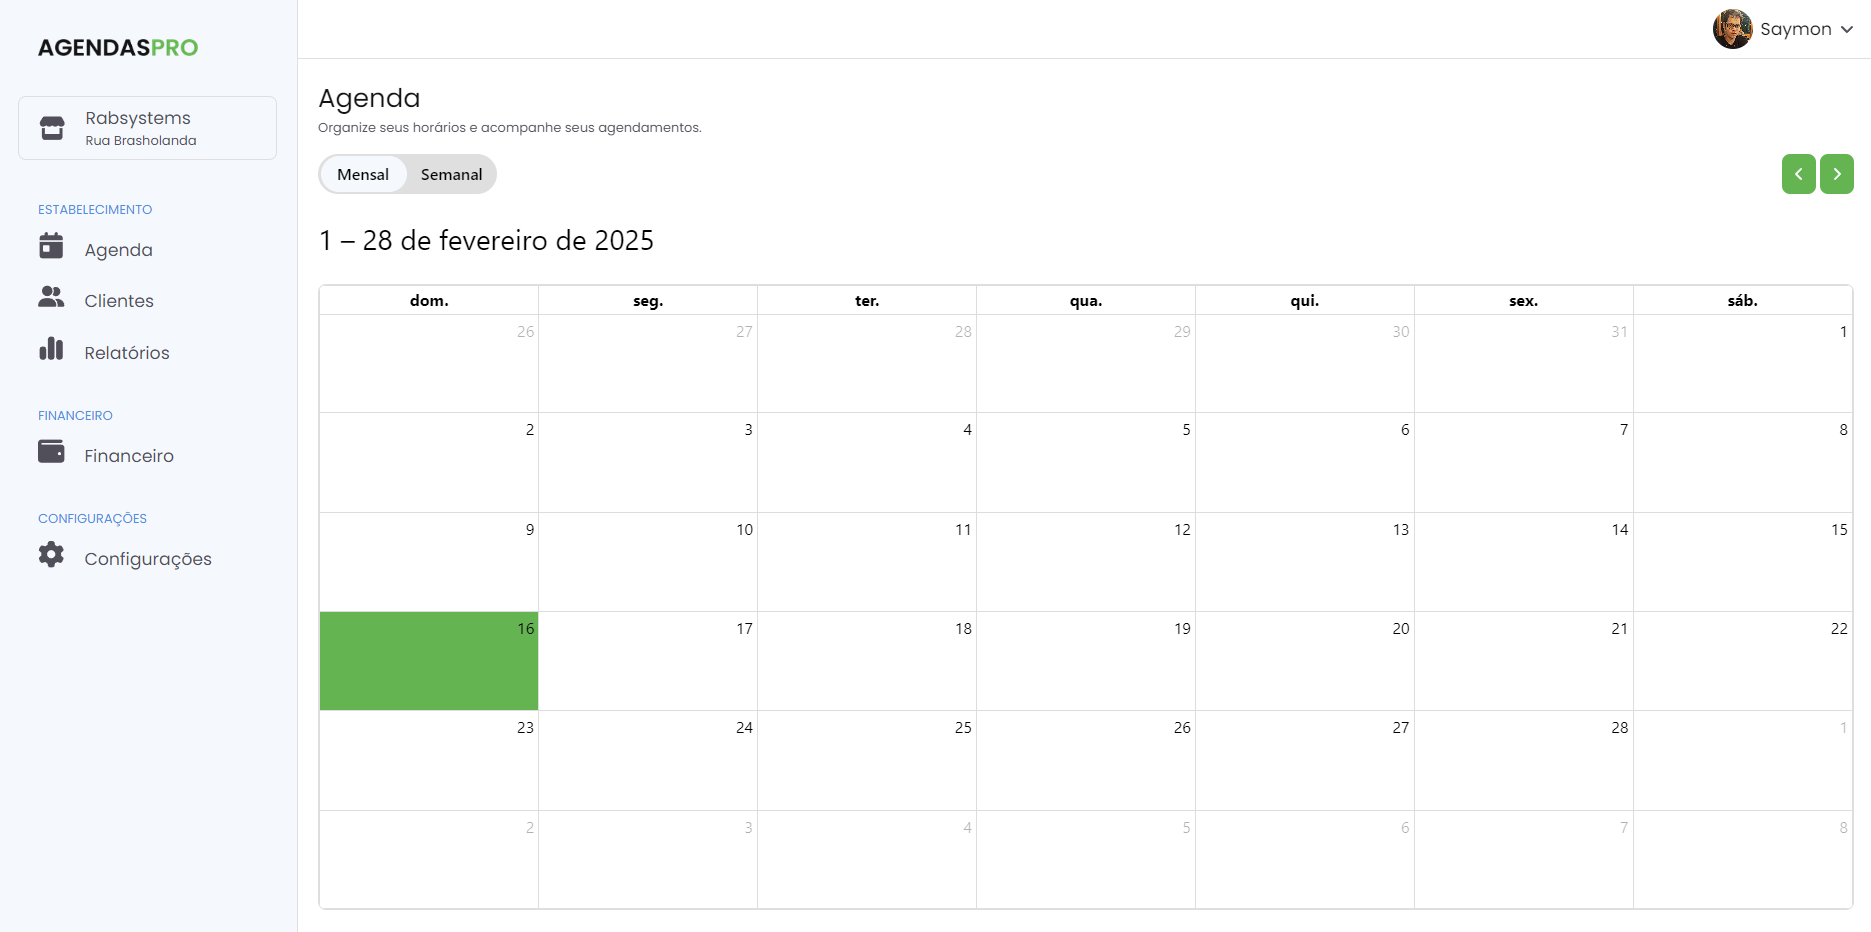 AGENDASPRO
Saymon
Rabsystems
Rua Brasholanda
ESTABELECIMENTO
Agenda
Clientes
Relatórios
FINANCEIRO
Financeiro
CONFIGURAÇÕES
Configurações
Agenda
Organize seus horários e acompanhe seus agendamentos.
Mensal Semanal
1 – 28 de fevereiro de 2025
dom. seg. ter. qua. qui. sex. sáb.
26 27 28 29 30 31 1
2 3 4 5 6 7 8
9 10 11 12 13 14 15
16 17 18 19 20 21 22
23 24 25 26 27 28 1
2 3 4 5 6 7 8